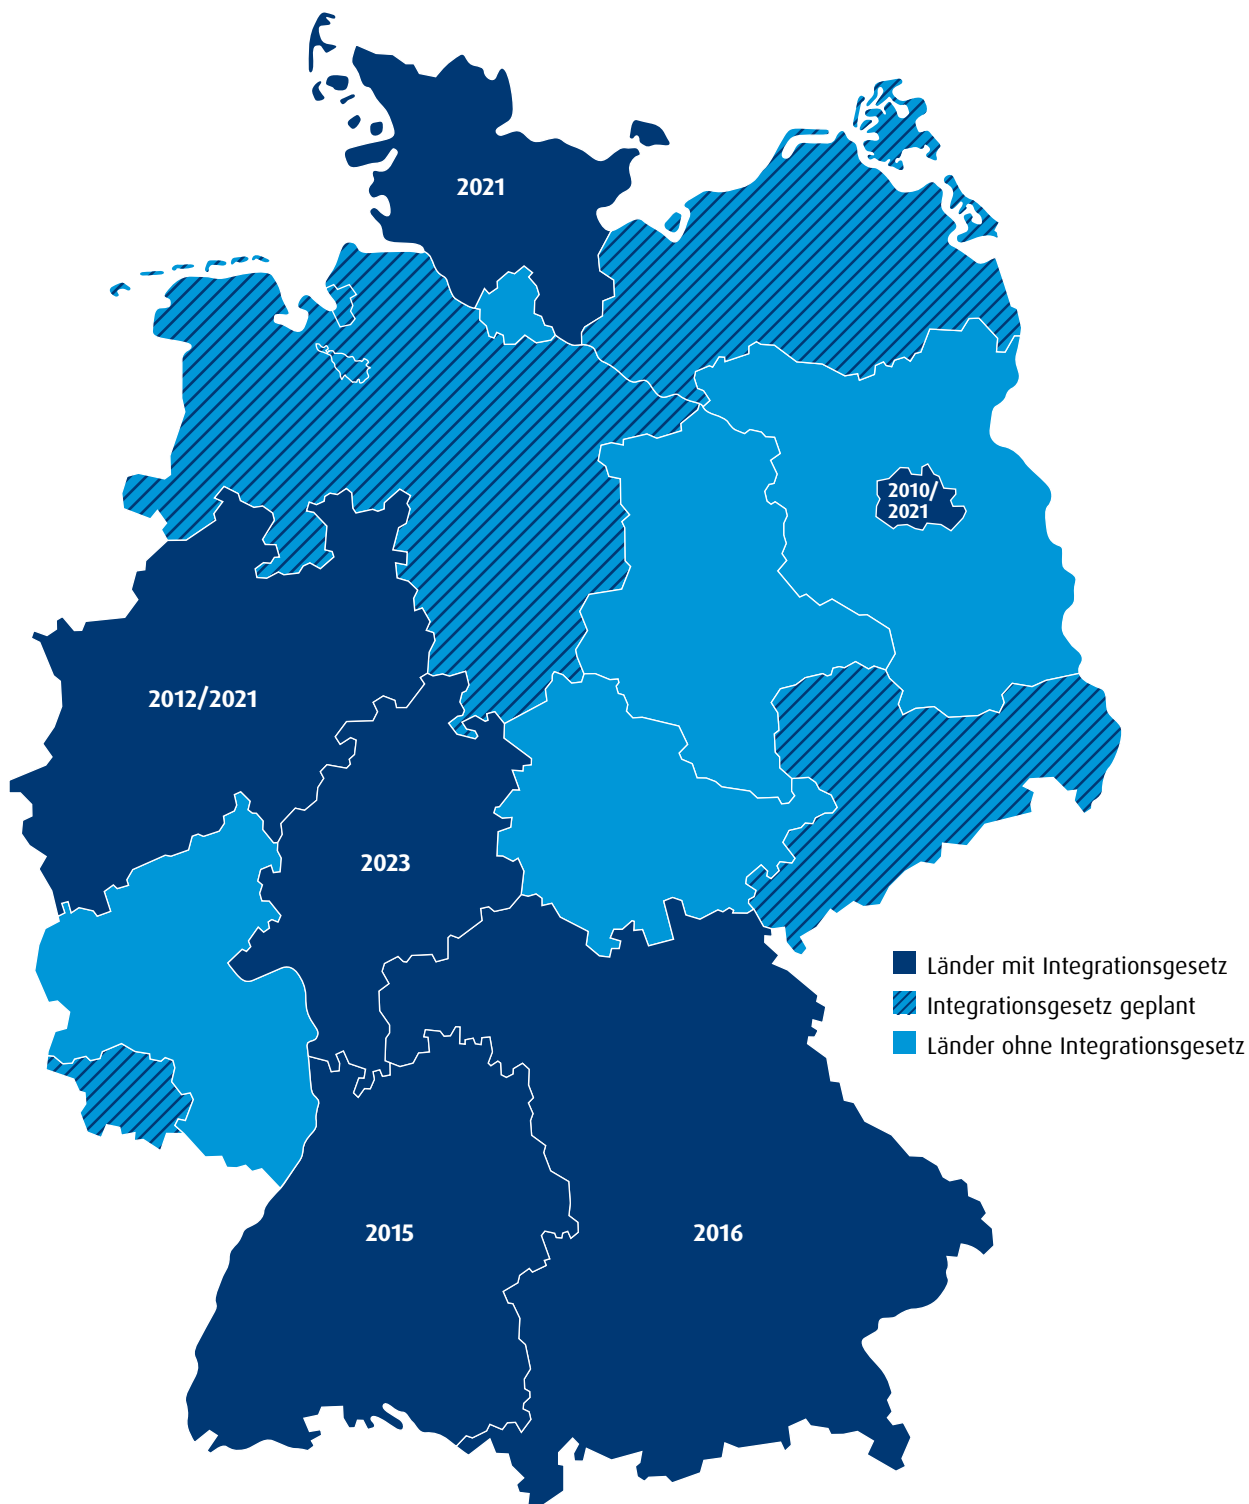 2021
2010/
2021
2012/2021
2023
Länder mit Integrationsgesetz
Integrationsgesetz geplant
Länder ohne Integrationsgesetz
2015
2016